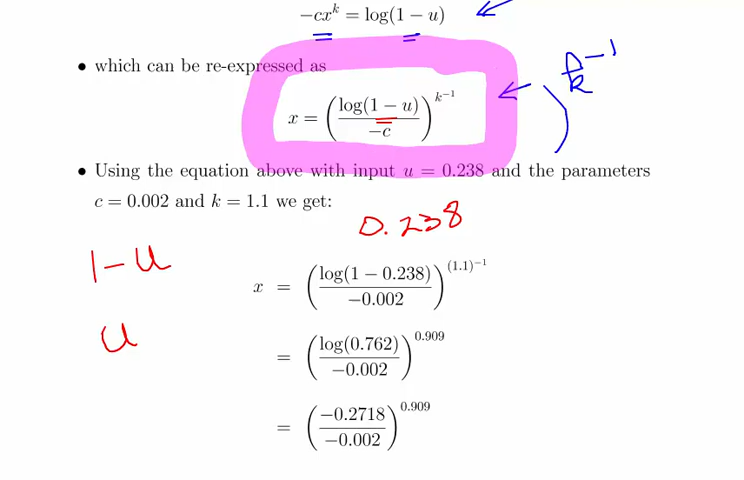 −cxᵏ = log(1 − u)
• which can be re-expressed as
x = (log(1 − u) / −c)^(k⁻¹)
)^(k⁻¹)
• Using the equation above with input u = 0.238 and the parameters
c = 0.002 and k = 1.1 we get:
0.238
1−u
x = (log(1 − 0.238) / −0.002)^((1.1)⁻¹)
u
= (log(0.762) / −0.002)^(0.909)
= (−0.2718 / −0.002)^(0.909)